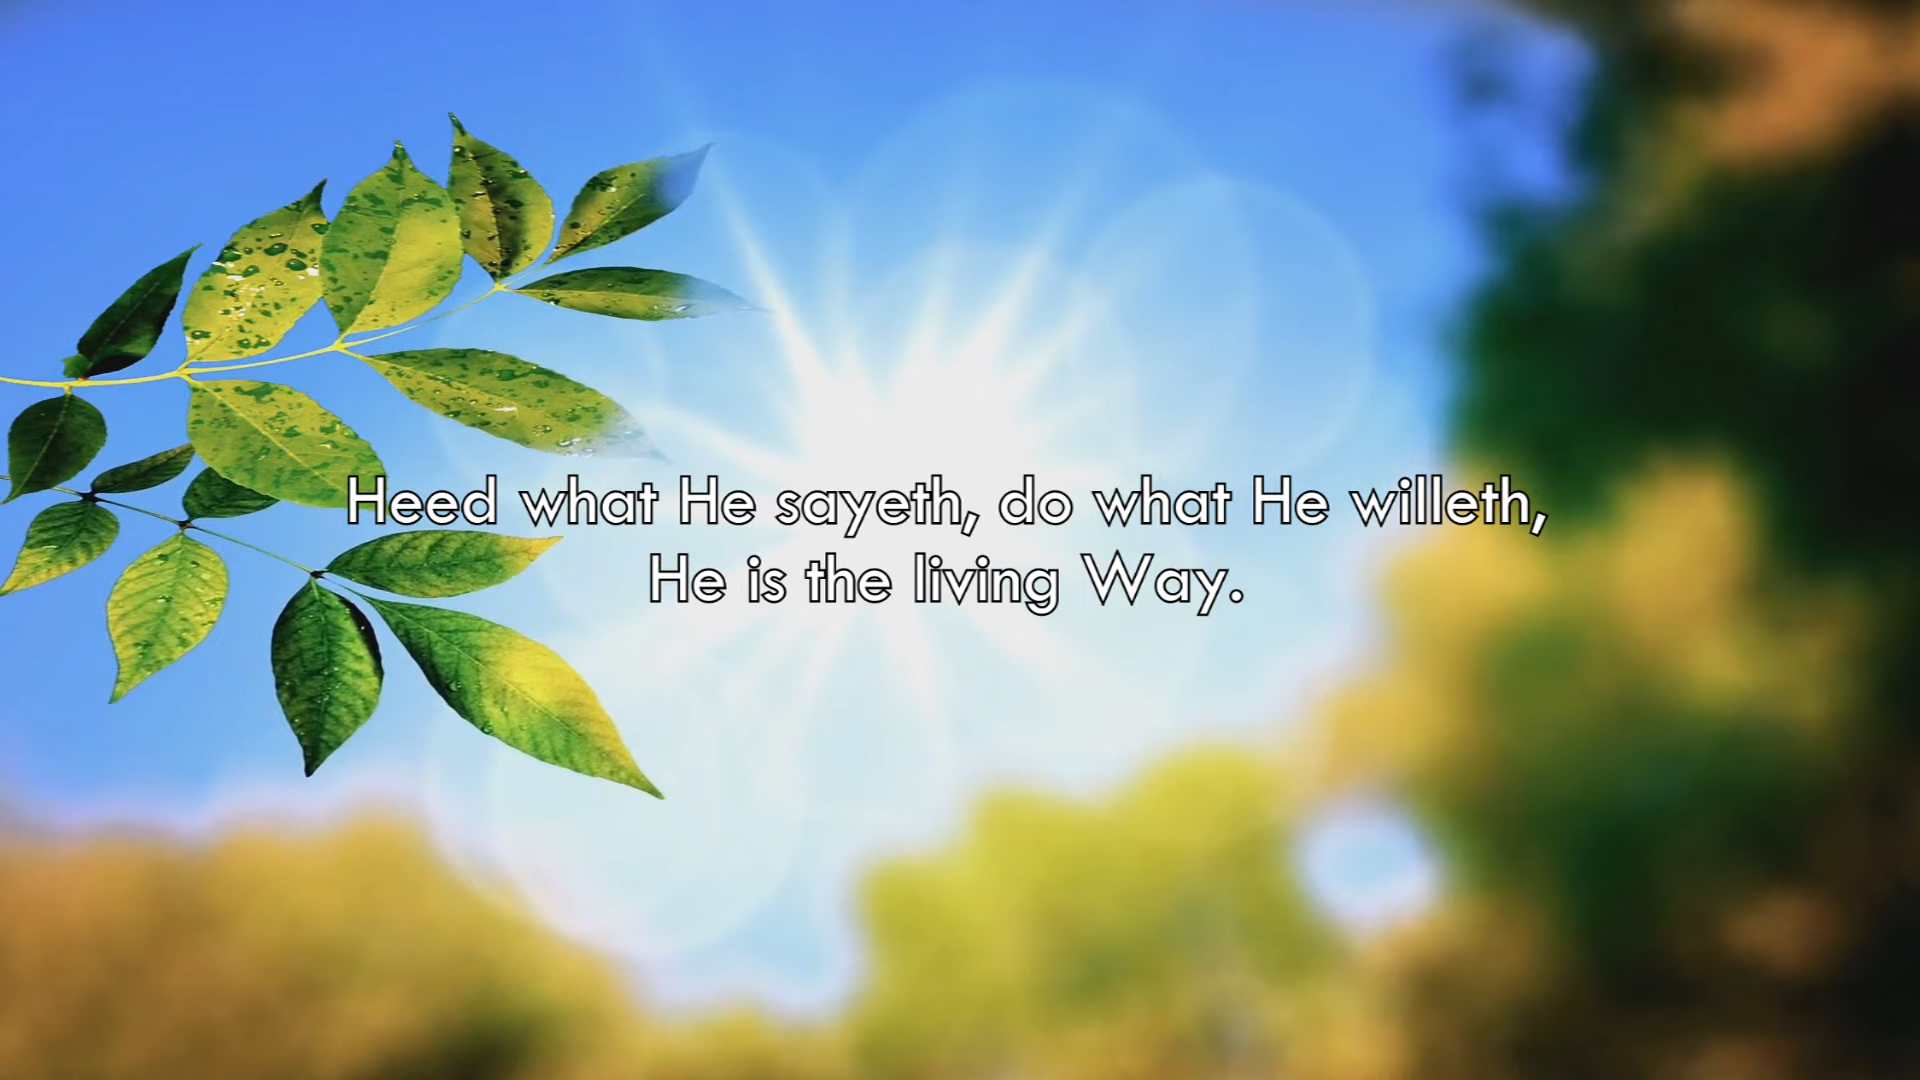 Heed what He sayeth, do what He willeth,
He is the living Way.